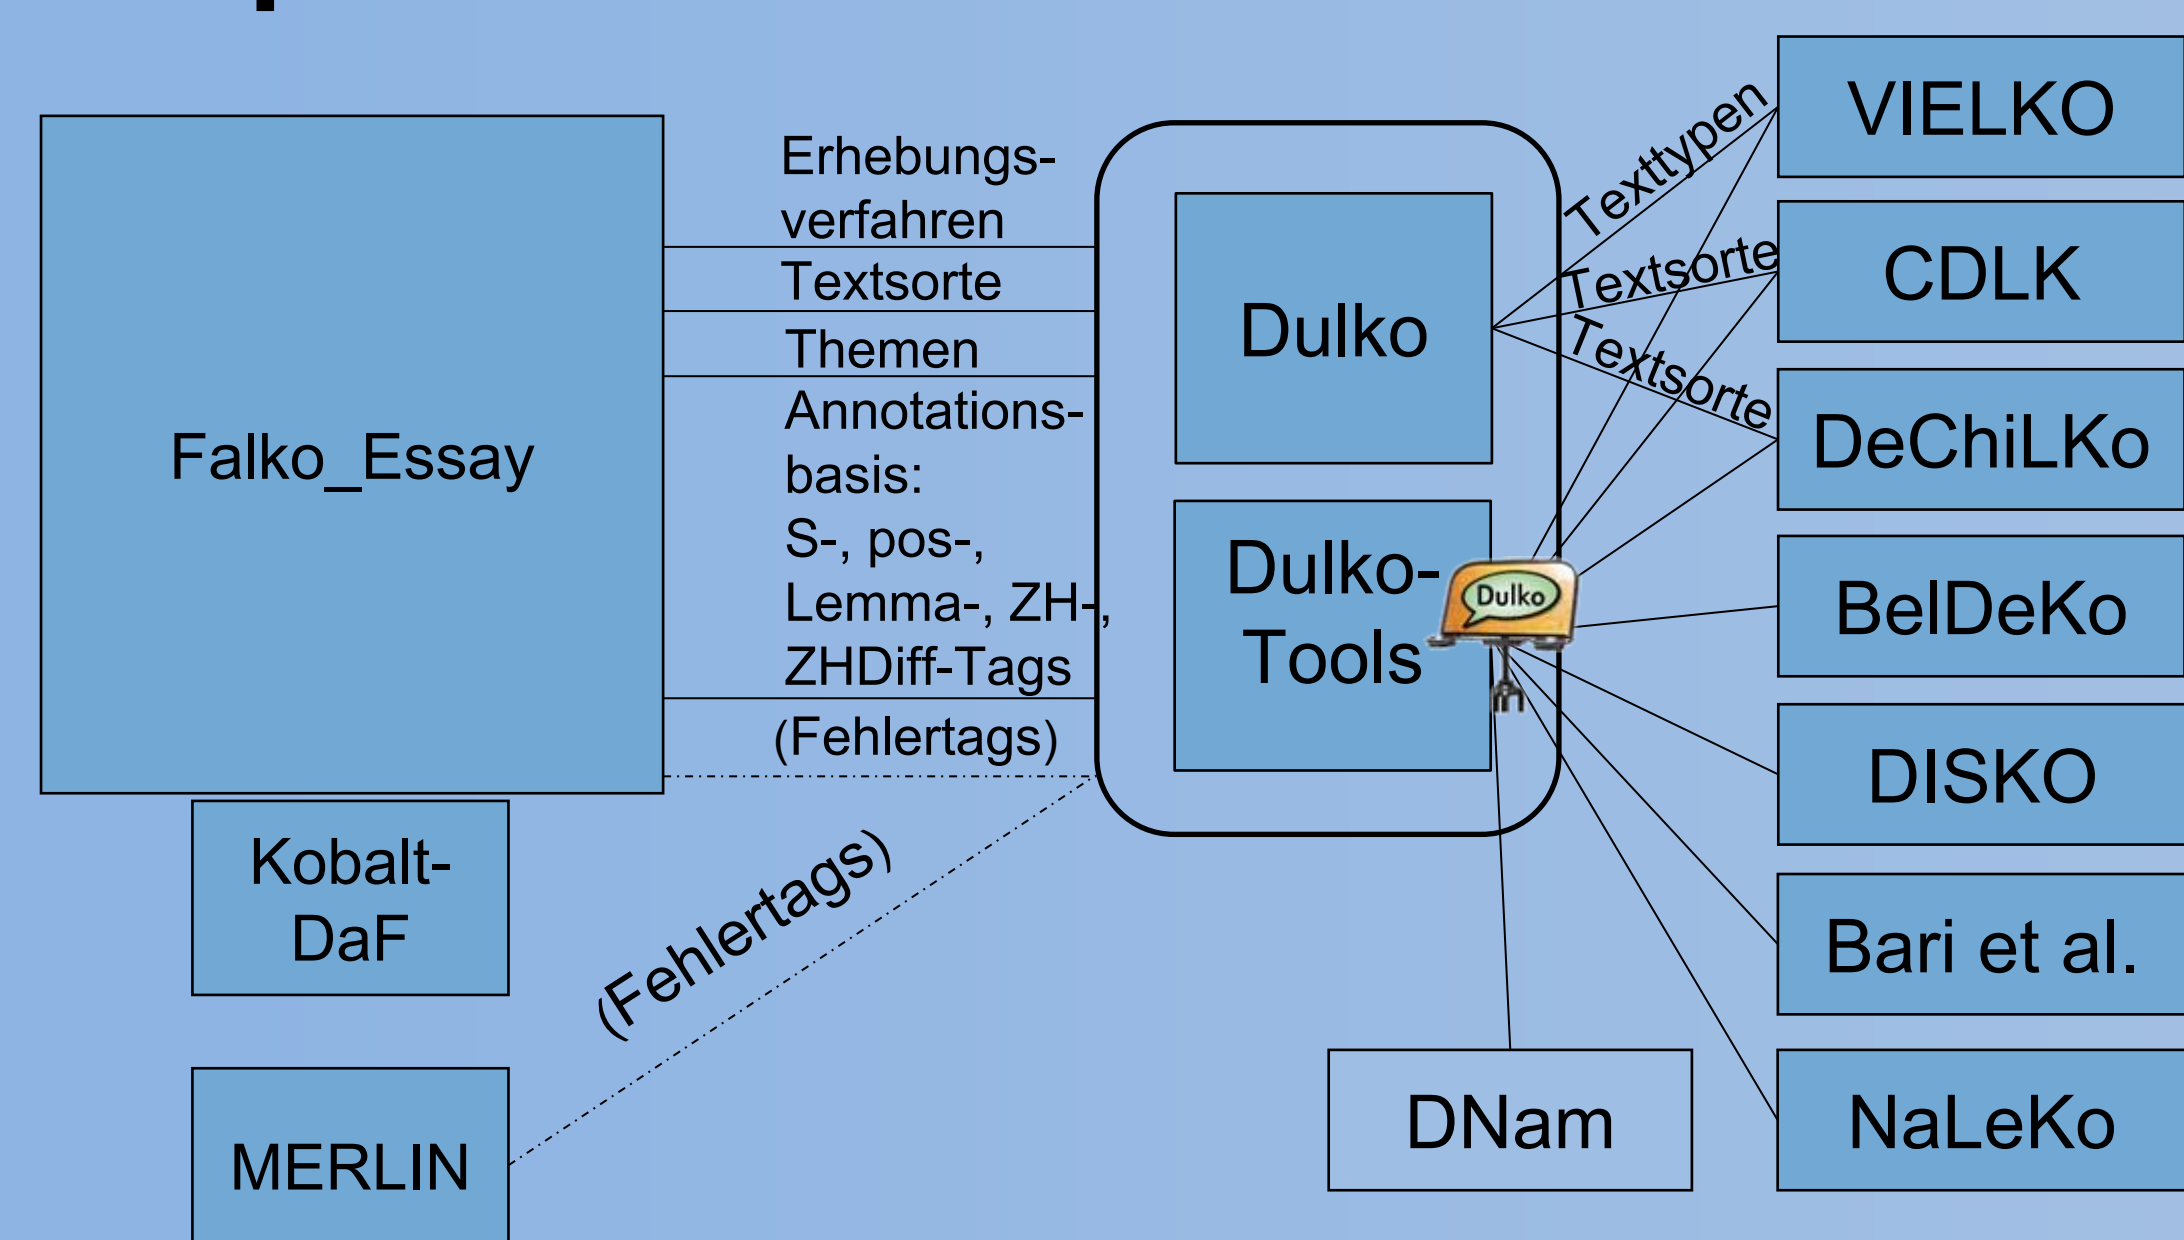 Falko_Essay
Kobalt-
DaF
MERLIN
Erhebungs-
verfahren
Textsorte
Themen
Annotations-
basis:
S-, pos-,
Lemma-, ZH-,
ZHDiff-Tags
(Fehlertags)
(Fehlertags)
Dulko
Dulko-
Tools
Dulko
Texttypen
Textsorte
Textsorte
VIELKO
CDLK
DeChiLKo
BelDeKo
DISKO
Bari et al.
NaLeKo
DNam